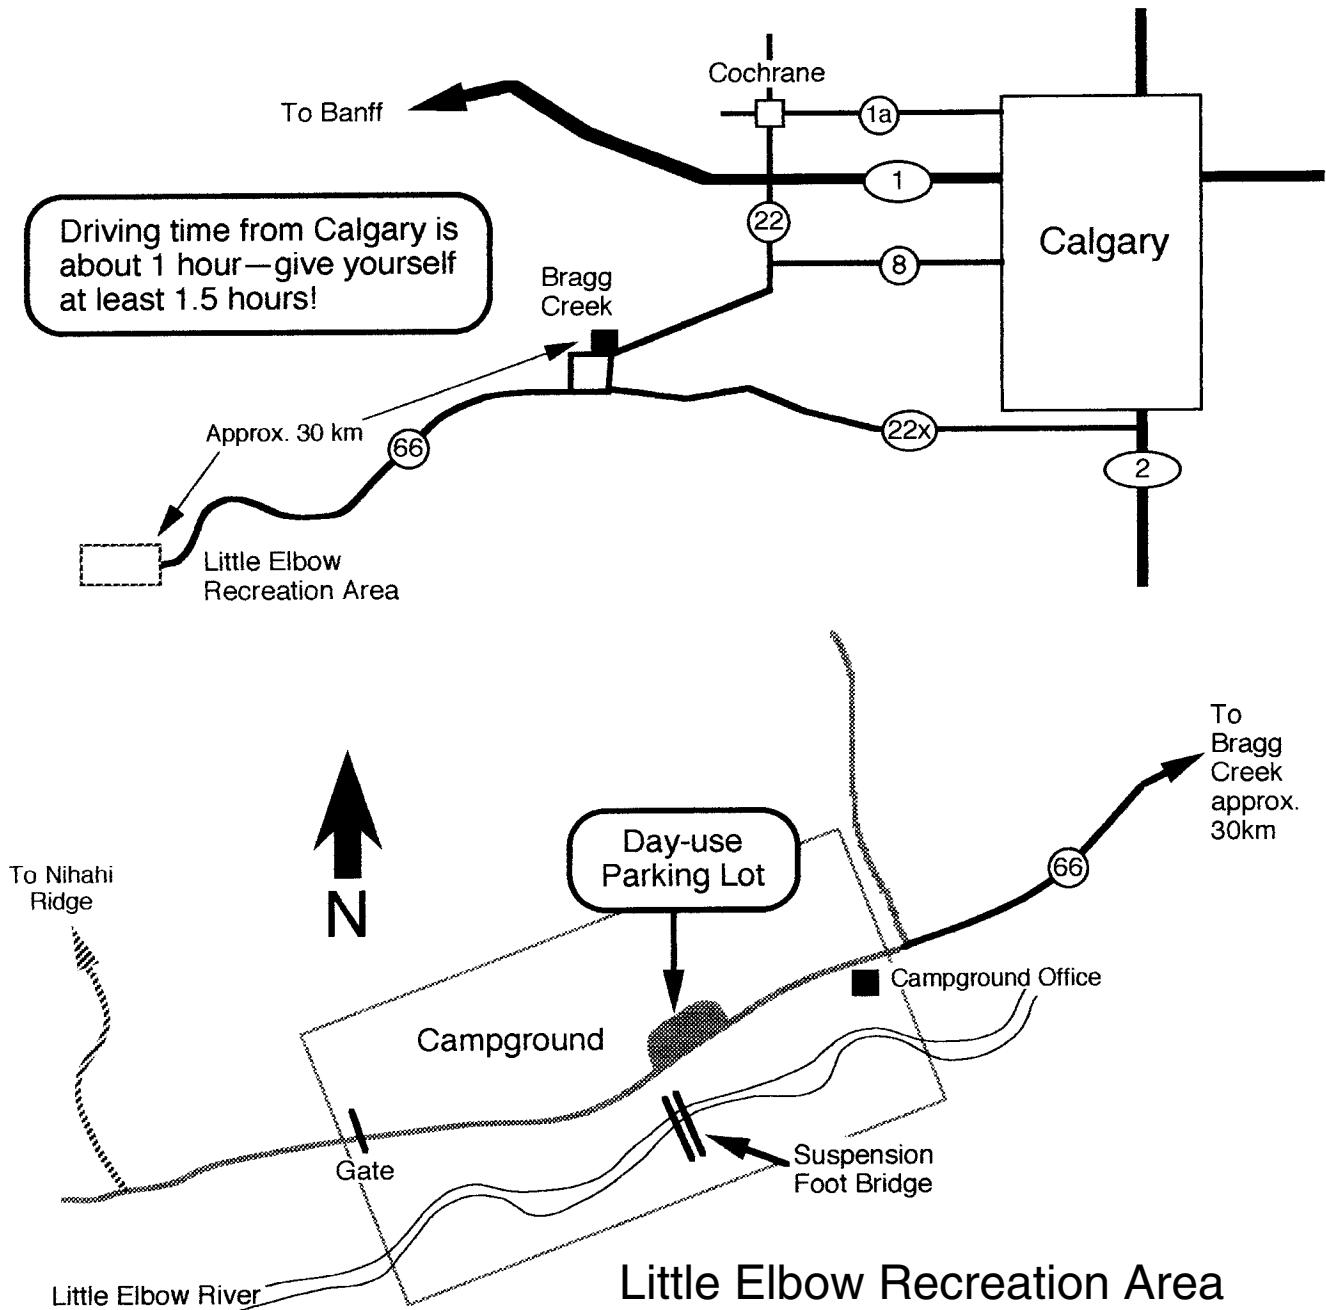 Cochrane
To Banff
1a
1
22
8
Calgary
Driving time from Calgary is
about 1 hour—give yourself
at least 1.5 hours!
Bragg
Creek
Approx. 30 km
66
22x
2
Little Elbow
Recreation Area
To
Bragg
Creek
approx.
30km
66
Day-use
Parking Lot
To Nihahi
Ridge
N
Campground Office
Campground
Gate
Suspension
Foot Bridge
Little Elbow River
Little Elbow Recreation Area